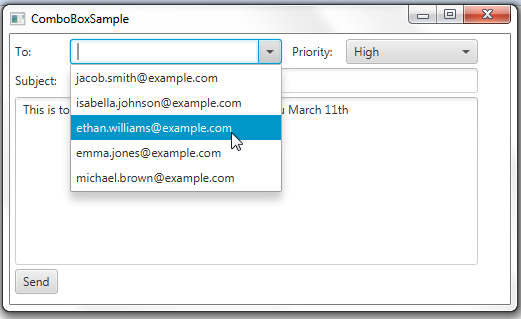 ComboBoxSample
To:
Priority: High
jacob.smith@example.com
Subject:
isabella.johnson@example.com
This is to
March 11th
ethan.williams@example.com
emma.jones@example.com
michael.brown@example.com
Send